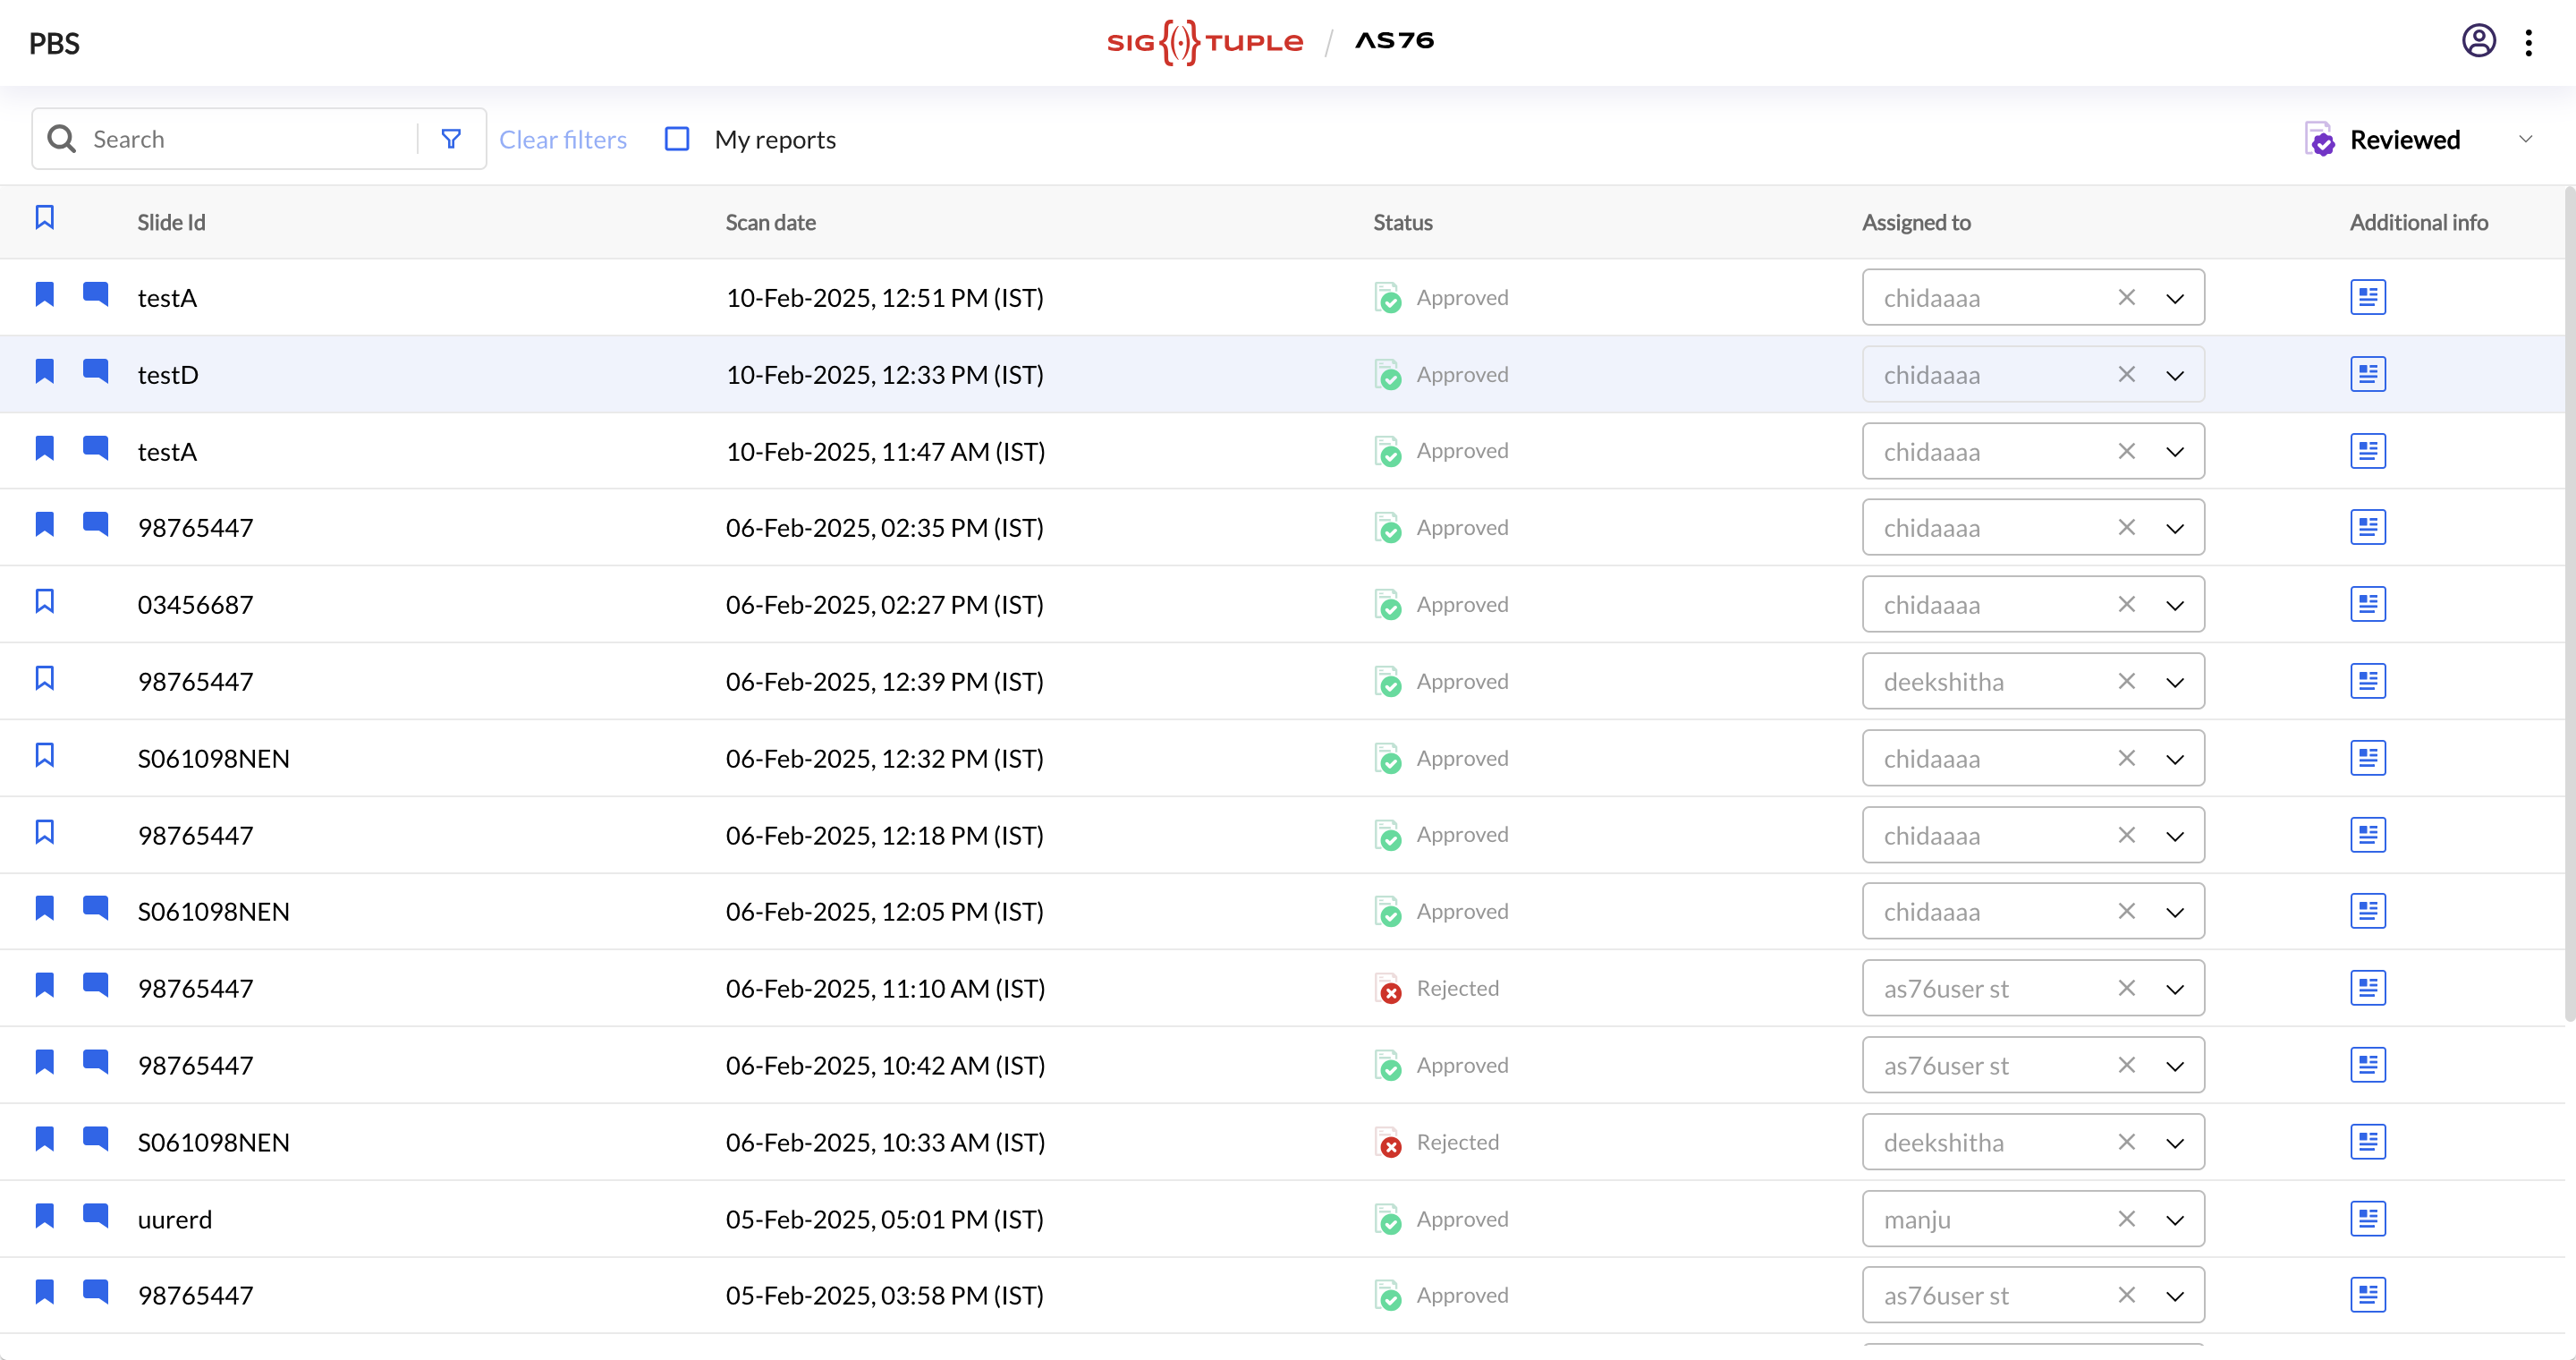 PBS SIG{(·)}TUPLE / AS76
Search Clear filters My reports Reviewed
Slide Id Scan date Status Assigned to Additional info
testA 10-Feb-2025, 12:51 PM (IST) Approved chidaaaa
testD 10-Feb-2025, 12:33 PM (IST) Approved chidaaaa
testA 10-Feb-2025, 11:47 AM (IST) Approved chidaaaa
98765447 06-Feb-2025, 02:35 PM (IST) Approved chidaaaa
03456687 06-Feb-2025, 02:27 PM (IST) Approved chidaaaa
98765447 06-Feb-2025, 12:39 PM (IST) Approved deekshitha
S061098NEN 06-Feb-2025, 12:32 PM (IST) Approved chidaaaa
98765447 06-Feb-2025, 12:18 PM (IST) Approved chidaaaa
S061098NEN 06-Feb-2025, 12:05 PM (IST) Approved chidaaaa
98765447 06-Feb-2025, 11:10 AM (IST) Rejected as76user st
98765447 06-Feb-2025, 10:42 AM (IST) Approved as76user st
S061098NEN 06-Feb-2025, 10:33 AM (IST) Rejected deekshitha
uurerd 05-Feb-2025, 05:01 PM (IST) Approved manju
98765447 05-Feb-2025, 03:58 PM (IST) Approved as76user st